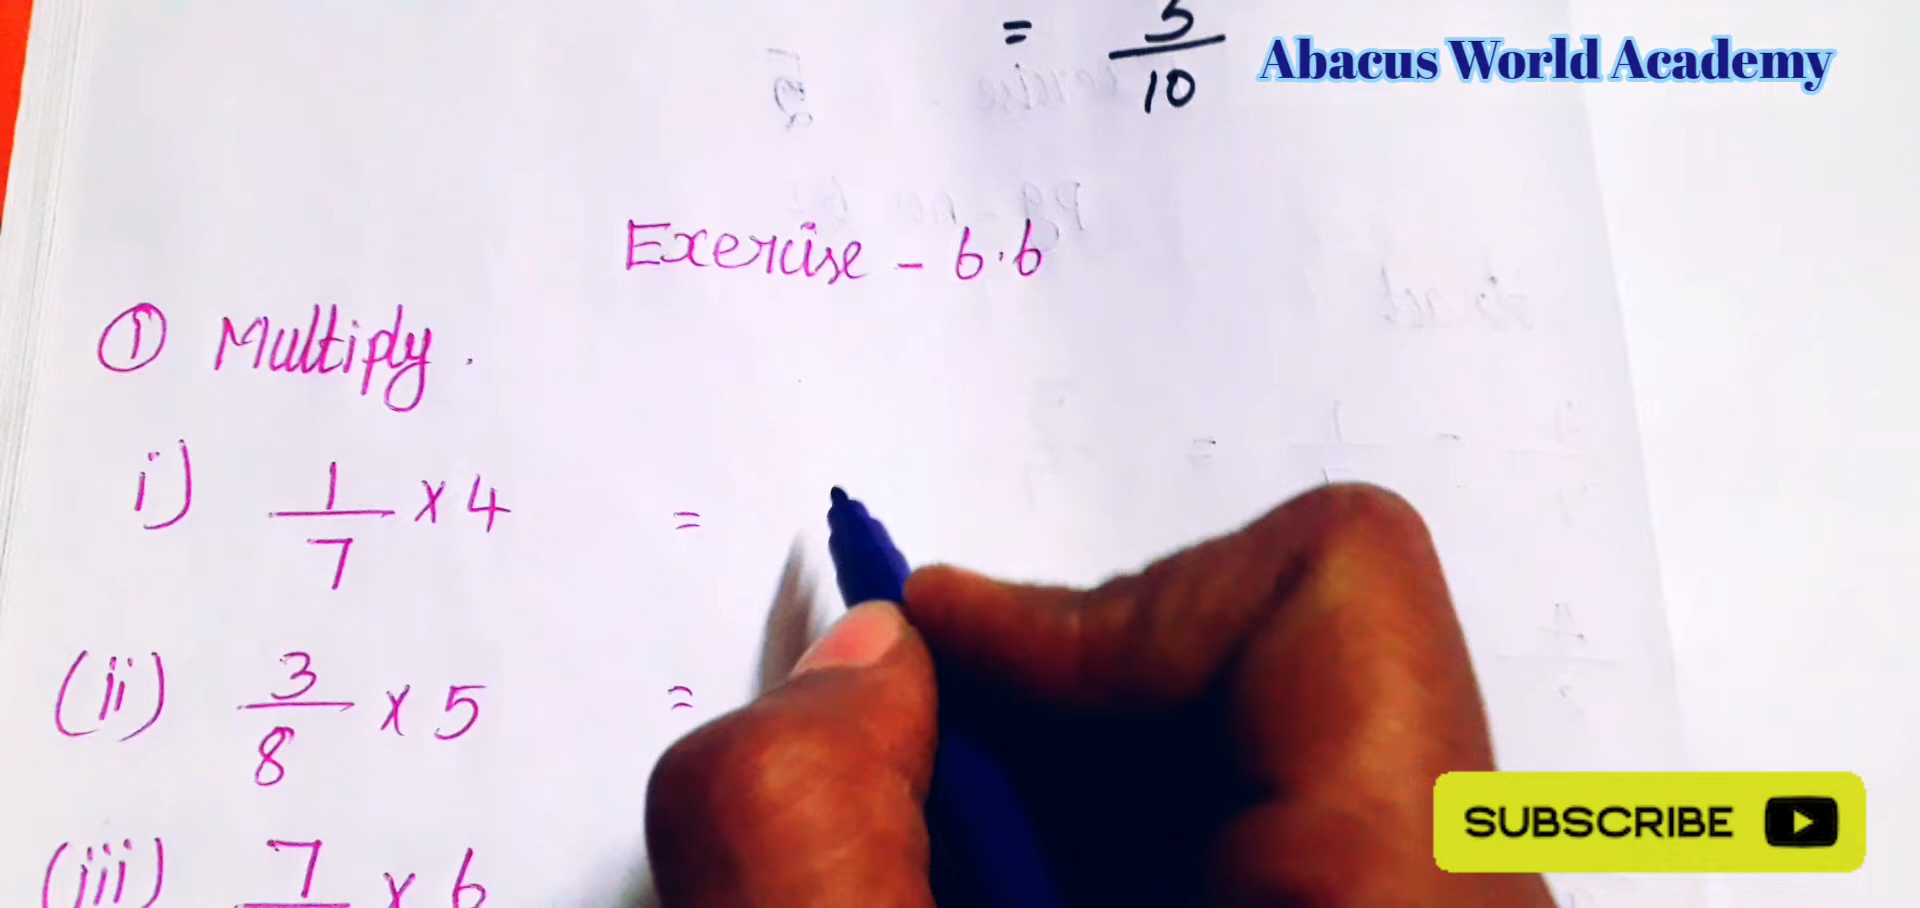 = 5/10
Abacus World Academy
Exercise - 6.6
① Multiply.
i) 1/7 x 4 =
(ii) 3/8 x 5 =
(iii) 7 x 6
SUBSCRIBE